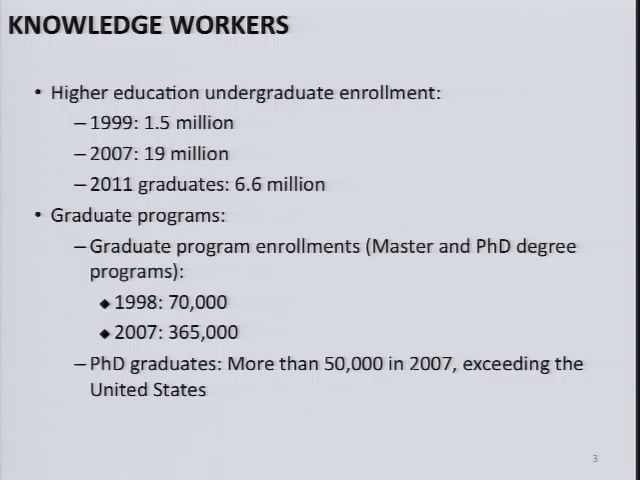 KNOWLEDGE WORKERS
• Higher education undergraduate enrollment:
– 1999: 1.5 million
– 2007: 19 million
– 2011 graduates: 6.6 million
• Graduate programs:
– Graduate program enrollments (Master and PhD degree
programs):
◆ 1998: 70,000
◆ 2007: 365,000
– PhD graduates: More than 50,000 in 2007, exceeding the
United States
3